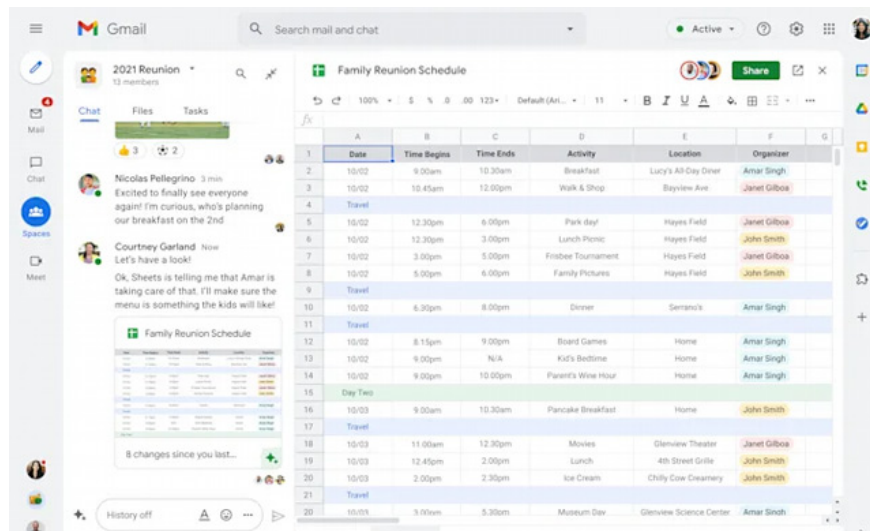 Gmail
Search mail and chat
Active
4
Mail
Chat
Spaces
Meet
2021 Reunion
13 members
Chat Files Tasks
3 2
Nicolas Pellegrino 3 min
Excited to finally see everyone
again! I'm curious, who's planning
our breakfast on the 2nd
Courtney Garland Now
Let's have a look!
Ok, Sheets is telling me that Amar is
taking care of that. I'll make sure the
menu is something the kids will like!
Family Reunion Schedule
8 changes since you last...
History off
Family Reunion Schedule
Share
100% $ % .0 .00 123 Default (Ari... 11 B I U A
fx
A B C D E F G
1 Date Time Begins Time Ends Activity Location Organizer
2 10/02 9:00am 10:30am Breakfast Lucy's All-Day Diner Amar Singh
3 10/02 10:45am 12:00pm Walk & Shop Bayview Ave Janet Gilboa
4 Travel
5 10/02 12:30pm 6:00pm Park day! Hayes Field Janet Gilboa
6 10/02 12:30pm 3:00pm Lunch Picnic Hayes Field John Smith
7 10/02 3:00pm 5:00pm Frisbee Tournament Hayes Field Janet Gilboa
8 10/02 5:00pm 6:00pm Family Pictures Hayes Field John Smith
9 Travel
10 10/02 6:30pm 8:00pm Dinner Serrano's Amar Singh
11 Travel
12 10/02 8:15pm 9:00pm Board Games Home Amar Singh
13 10/02 9:00pm N/A Kid's Bedtime Home Amar Singh
14 10/02 9:00pm 10:00pm Parent's Wine Hour Home Amar Singh
15 Day Two
16 10/03 9:00am 10:30am Pancake Breakfast Home John Smith
17 Travel
18 10/03 11:00am 12:30pm Movies Glenview Theater Janet Gilboa
19 10/03 12:45pm 2:00pm Lunch 4th Street Grille John Smith
20 10/03 2:00pm 2:30pm Ice Cream Chilly Cow Creamery John Smith
21 Travel
20 10/03 3:00pm 5:30pm Museum Day Glenview Science Center Amar Singh